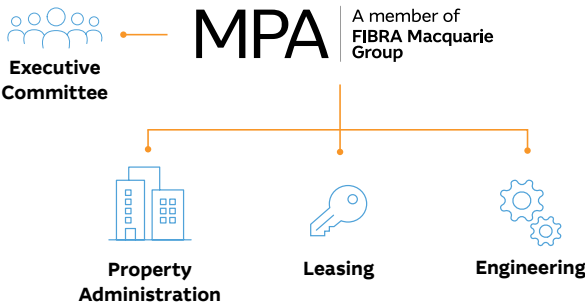 Executive
Committee
MPA
A member of
FIBRA Macquarie
Group
Property
Administration
Leasing
Engineering